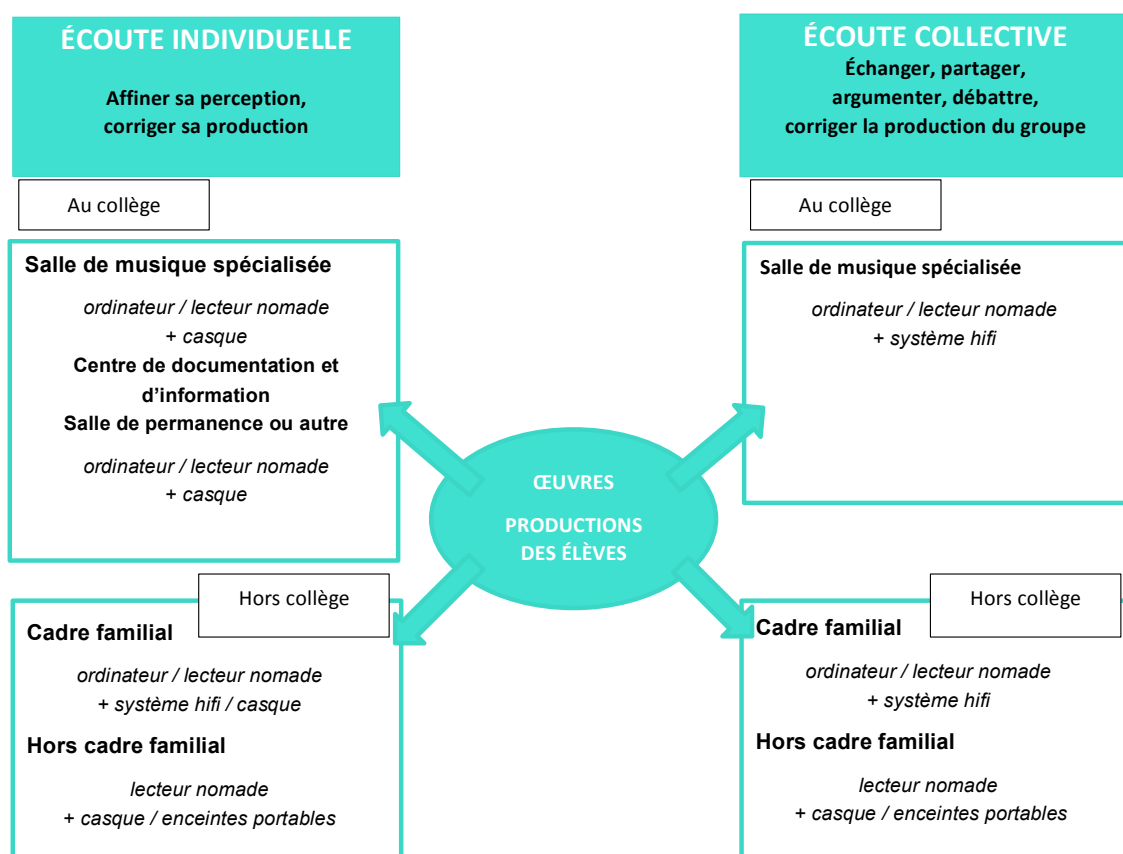 ÉCOUTE INDIVIDUELLE
Affiner sa perception,
corriger sa production
Au collège
Salle de musique spécialisée
ordinateur / lecteur nomade
+ casque
Centre de documentation et
d’information
Salle de permanence ou autre
ordinateur / lecteur nomade
+ casque
Hors collège
Cadre familial
ordinateur / lecteur nomade
+ système hifi / casque
Hors cadre familial
lecteur nomade
+ casque / enceintes portables
ŒUVRES
PRODUCTIONS
DES ÉLÈVES
ÉCOUTE COLLECTIVE
Échanger, partager,
argumenter, débattre,
corriger la production du groupe
Au collège
Salle de musique spécialisée
ordinateur / lecteur nomade
+ système hifi
Hors collège
Cadre familial
ordinateur / lecteur nomade
+ système hifi
Hors cadre familial
lecteur nomade
+ casque / enceintes portables